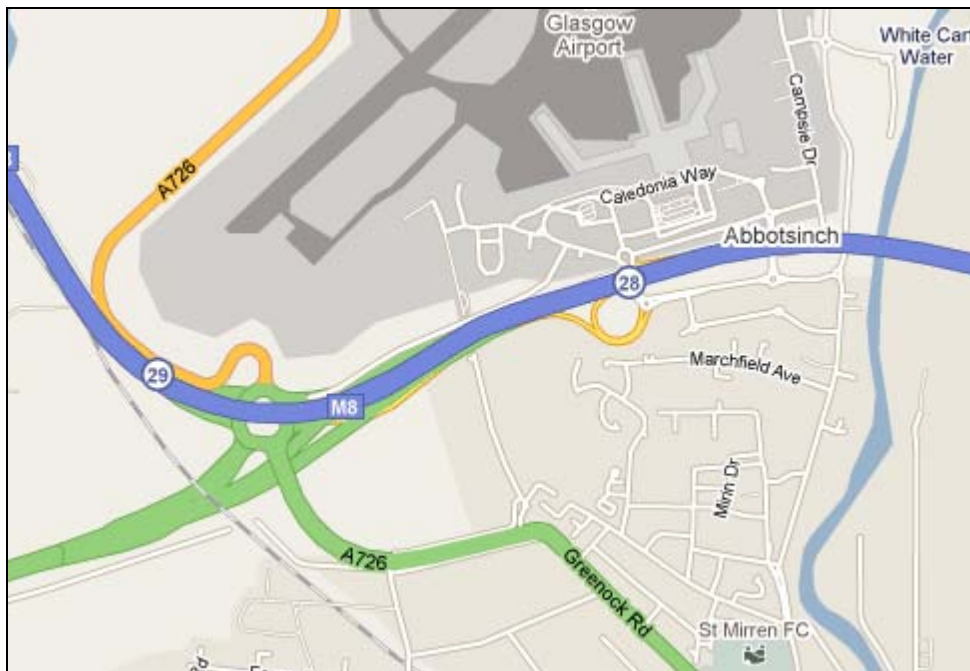 Glasgow
Airport
White Cart
Water
Campsie Dr
A726
Caledonia Way
Abbotsinch
28
Marchfield Ave
29
M8
Mirin Dr
A726
Greenock Rd
St Mirren FC